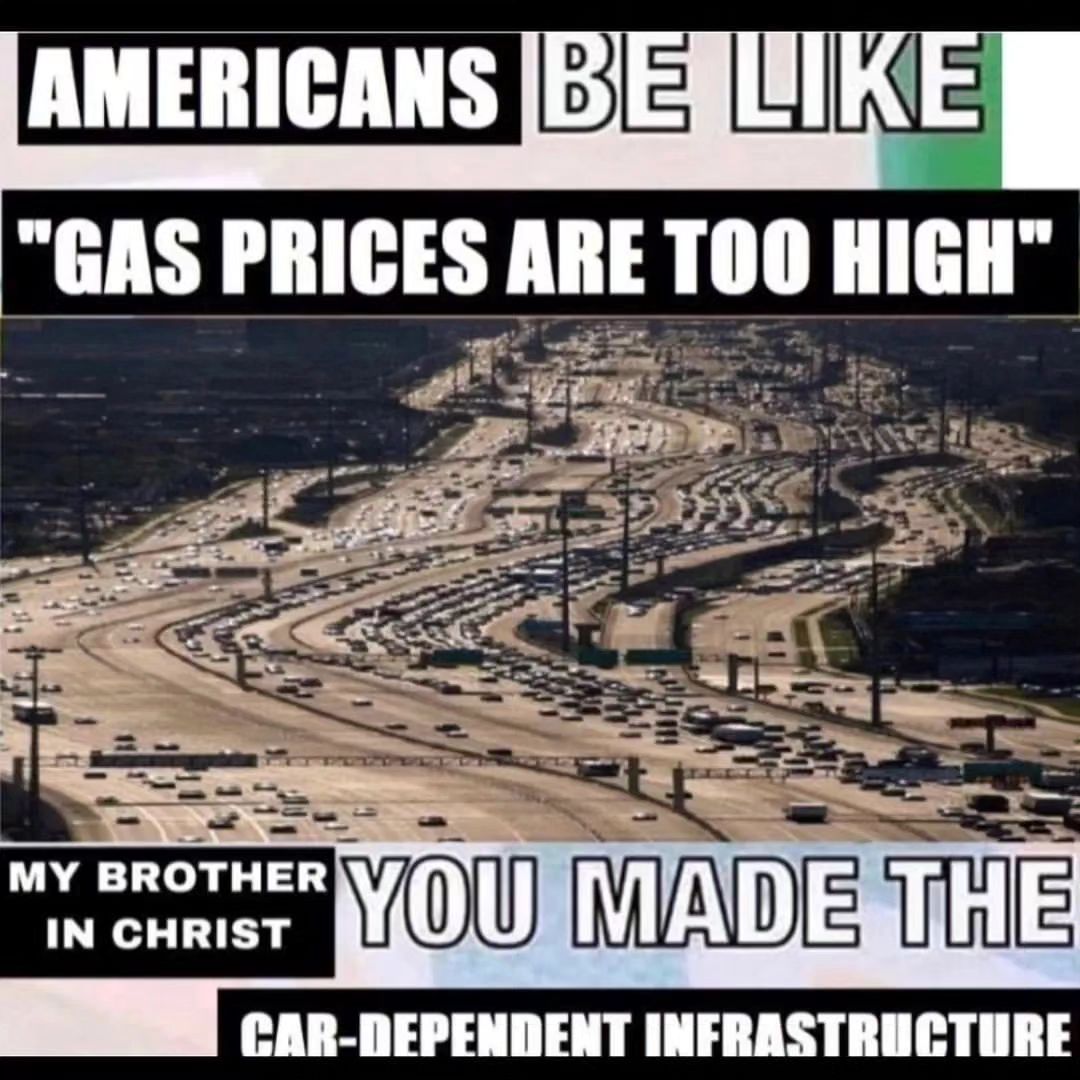 AMERICANS BE LIKE
"GAS PRICES ARE TOO HIGH"
MY BROTHER
IN CHRIST
YOU MADE THE
CAR-DEPENDENT INFRASTRUCTURE